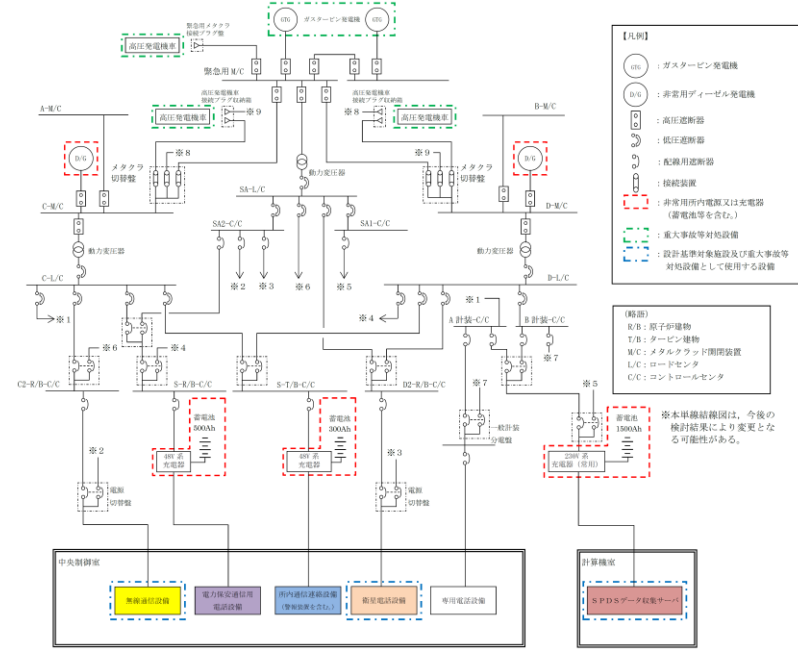 緊急用メタクラ
接続プラグ盤
高圧発電機車
GTG
ガスタービン発電機
GTG
緊急用 M/C
A-M/C
高圧発電機車
接続プラグ収納箱
高圧発電機車
※9
高圧発電機車
接続プラグ収納箱
※8
高圧発電機車
B-M/C
D/G
※8
メタクラ
切替盤
※9
メタクラ
切替盤
D/G
C-M/C
動力変圧器
SA-L/C
D-M/C
動力変圧器
SA2-C/C
SA1-C/C
動力変圧器
※2
※3
※6
※5
C-L/C
D-L/C
※1
※4
※1
A 計装-C/C
B 計装-C/C
※7
※6
※4
※7
※5
C2-R/B-C/C
S-R/B-C/C
S-T/B-C/C
D2-R/B-C/C
蓄電池
500Ah
48V 系
充電器
蓄電池
300Ah
48V 系
充電器
一般計装
分電盤
蓄電池
1500Ah
230V 系
充電器（常用）
※2
電源
切替盤
※3
電源
切替盤
中央制御室
無線通信設備
電力保安通信用
電話設備
所内通信連絡設備
（警報装置を含む。）
衛星電話設備
専用電話設備
計算機室
ＳＰＤＳデータ収集サーバ
【凡例】
GTG
：ガスタービン発電機
D/G
：非常用ディーゼル発電機
：高圧遮断器
：低圧遮断器
：配線用遮断器
：接続装置
：非常用所内電源又は充電器
（蓄電池等を含む。）
：重大事故等対処設備
：設計基準対象施設及び重大事故等
対処設備として使用する設備
（略語）
R/B：原子炉建物
T/B：タービン建物
M/C：メタルクラッド開閉装置
L/C：ロードセンタ
C/C：コントロールセンタ
※本単線結線図は、今後の
検討結果により変更とな
る可能性がある。